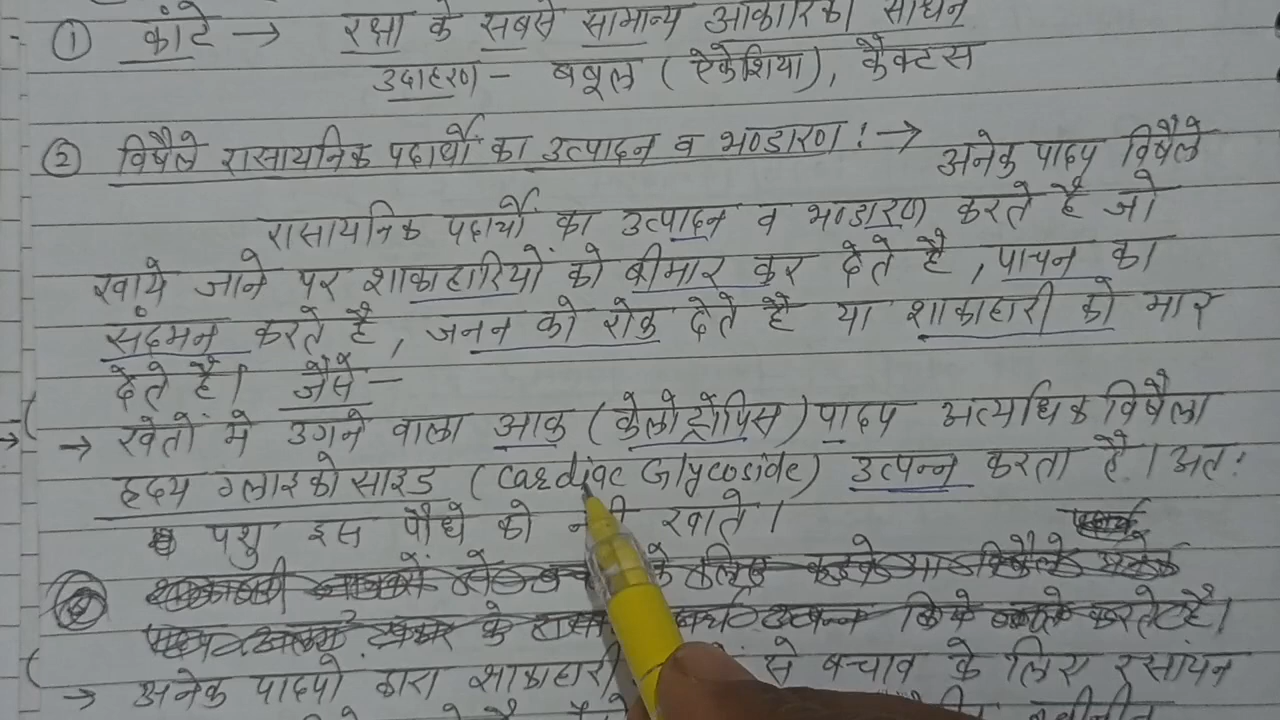 ① कांटे → रक्षा के सबसे सामान्य आकारिकी साधन
उदाहरण – बबूल (ऐकेशिया), कैक्टस
② विषैले रासायनिक पदार्थों का उत्पादन व भण्डारण :→ अनेक पादप विषैले
रासायनिक पदार्थों का उत्पादन व भण्डारण करते है जो
खाये जाने पर शाकाहारियों को बीमार कर देते है, पाचन का
संदमन करते है, जनन को रोक देते है या शाकाहारी को मार
देते है। जैसे –
→ खेतों मे उगने वाला आक (केलोट्रॉपिस) पादप अत्यधिक विषैला
हृदय ग्लाइकोसाइड (Cardiac Glycoside) उत्पन्न करता है। अतः
पशु इस पौधे को खाते।
→ अनेक पादपो द्वारा शाकाहारी से बचाव के लिए रसायन